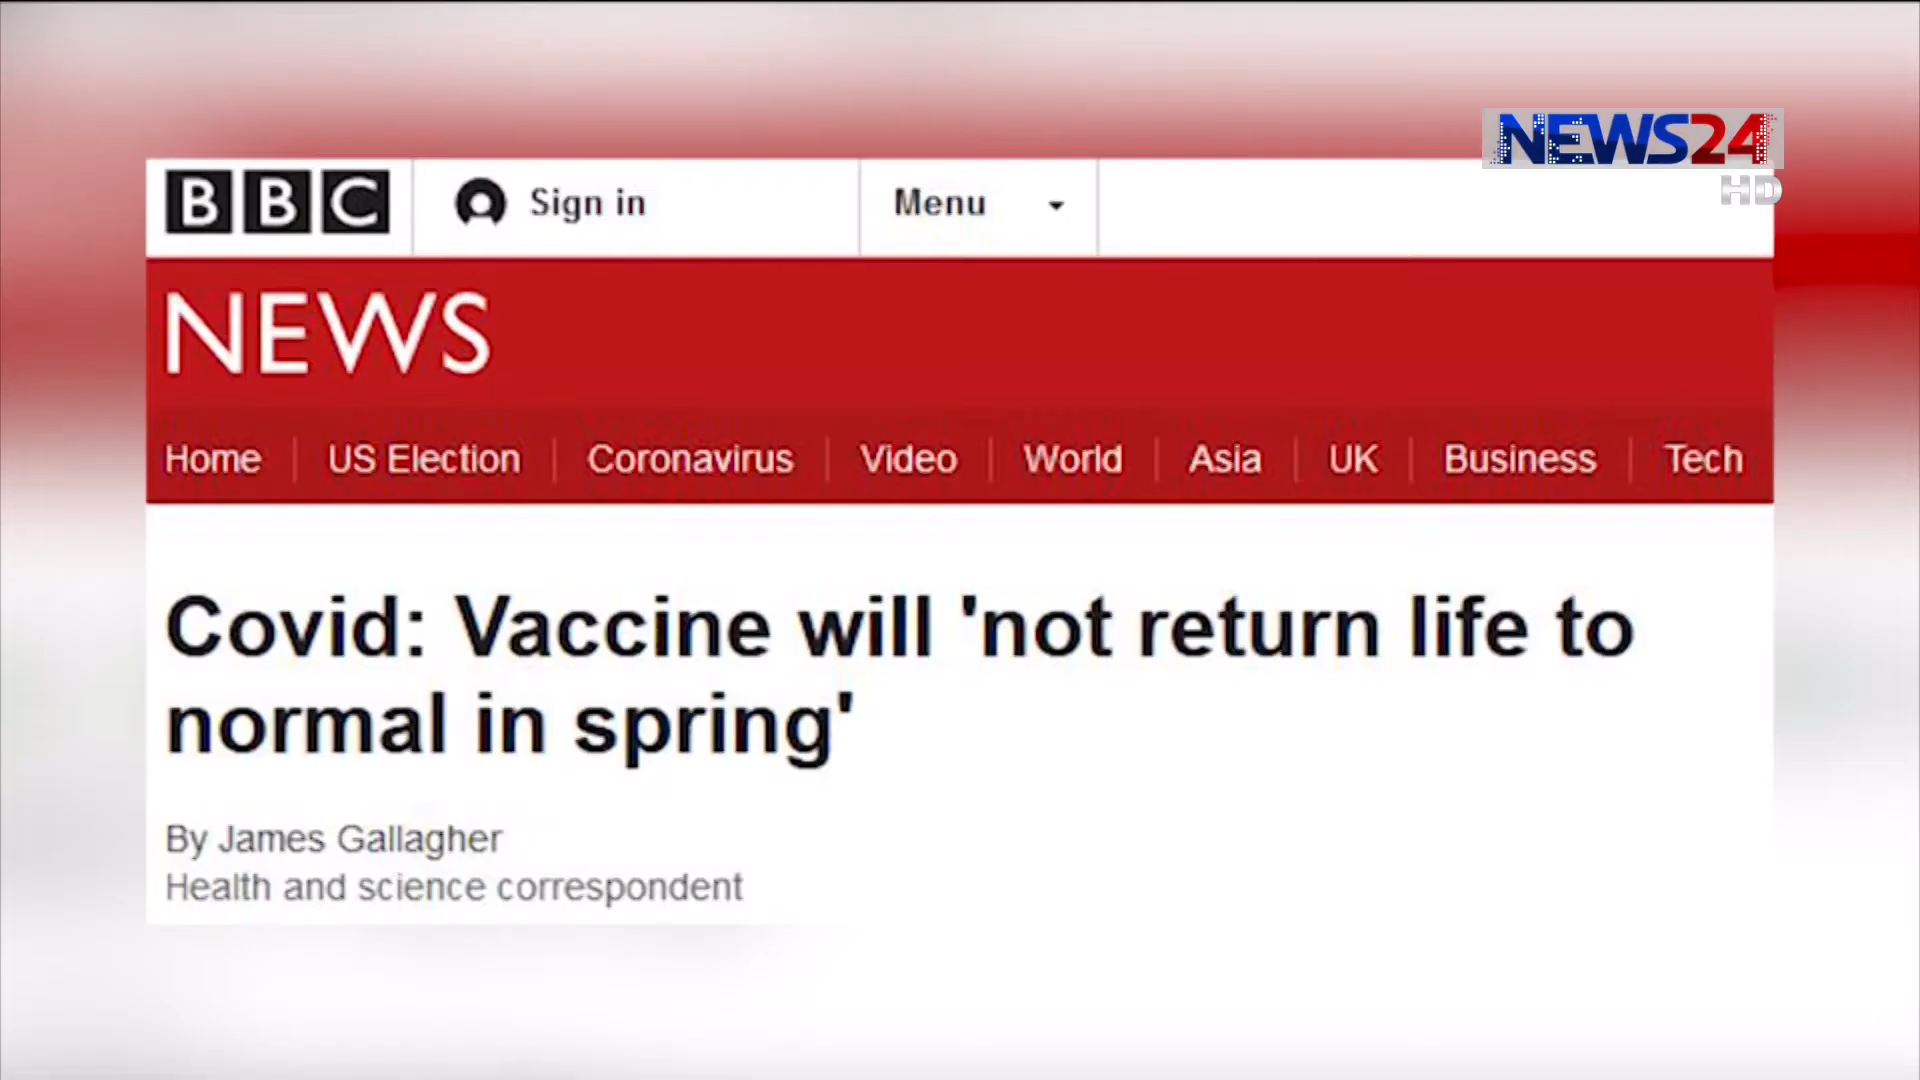 NEWS24
HD
BBC
Sign in
Menu
NEWS
Home
US Election
Coronavirus
Video
World
Asia
UK
Business
Tech
Covid: Vaccine will 'not return life to
normal in spring'
By James Gallagher
Health and science correspondent